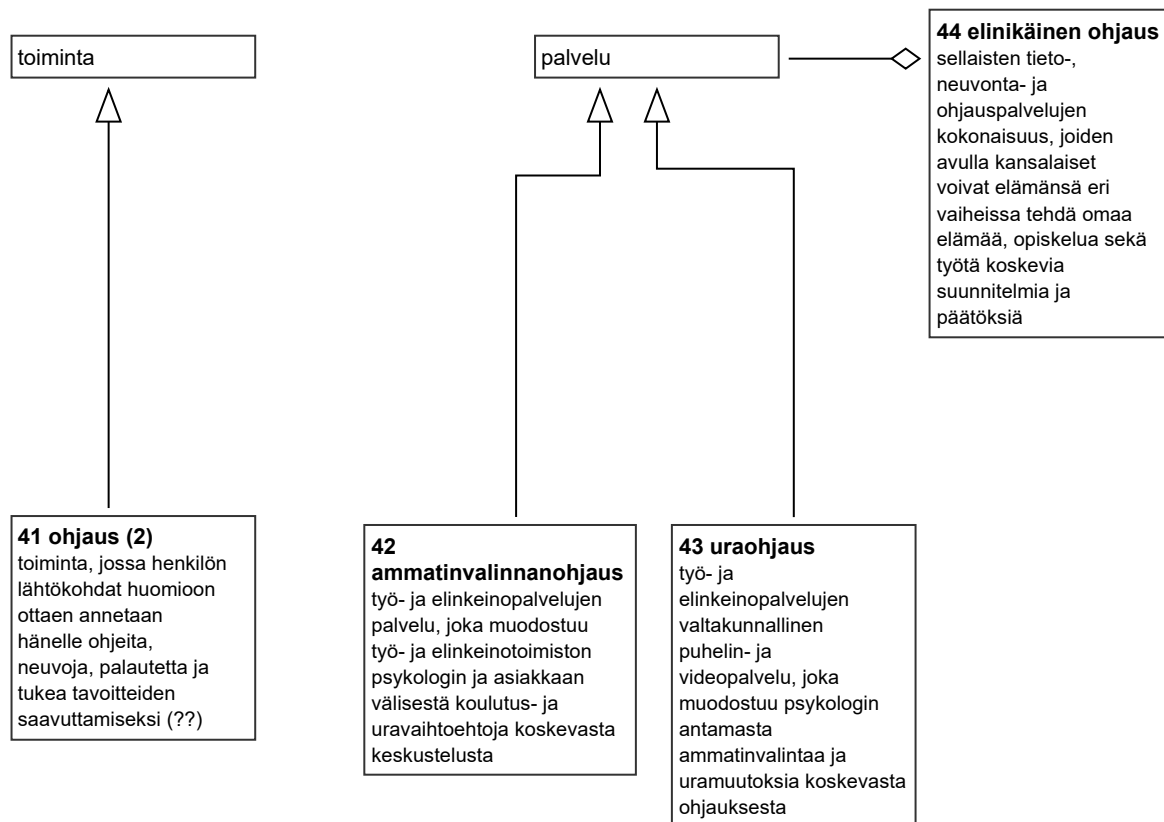 toiminta
palvelu
44 elinikäinen ohjaus
sellaisten tieto-,
neuvonta- ja
ohjauspalvelujen
kokonaisuus, joiden
avulla kansalaiset
voivat elämänsä eri
vaiheissa tehdä omaa
elämää, opiskelua sekä
työtä koskevia
suunnitelmia ja
päätöksiä
41 ohjaus (2)
toiminta, jossa henkilön
lähtökohdat huomioon
ottaen annetaan
hänelle ohjeita,
neuvoja, palautetta ja
tukea tavoitteiden
saavuttamiseksi (??)
42
ammatinvalinnanohjaus
työ- ja elinkeinopalvelujen
palvelu, joka muodostuu
työ- ja elinkeinotoimiston
psykologin ja asiakkaan
välisestä koulutus- ja
uravaihtoehtoja koskevasta
keskustelusta
43 uraohjaus
työ- ja
elinkeinopalvelujen
valtakunnallinen
puhelin- ja
videopalvelu, joka
muodostuu psykologin
antamasta
ammatinvalintaa ja
uramuutoksia koskevasta
ohjauksesta